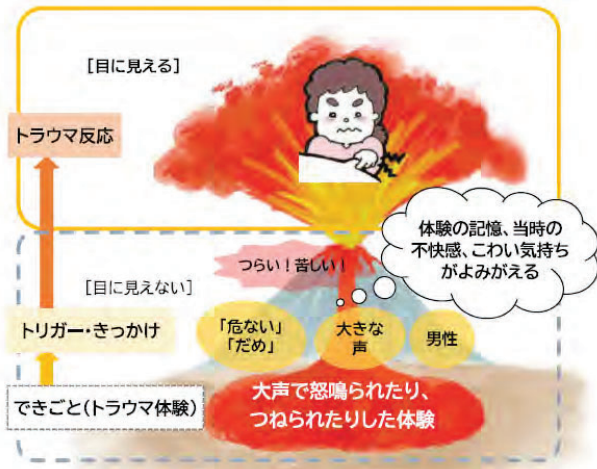 [目に見える]
トラウマ反応
体験の記憶、当時の
不快感、こわい気持ち
がよみがえる
つらい！苦しい！
[目に見えない]
トリガー・きっかけ
「危ない」
「だめ」
大きな
声
男性
できごと(トラウマ体験)
大声で怒鳴られたり、
つねられたりした体験